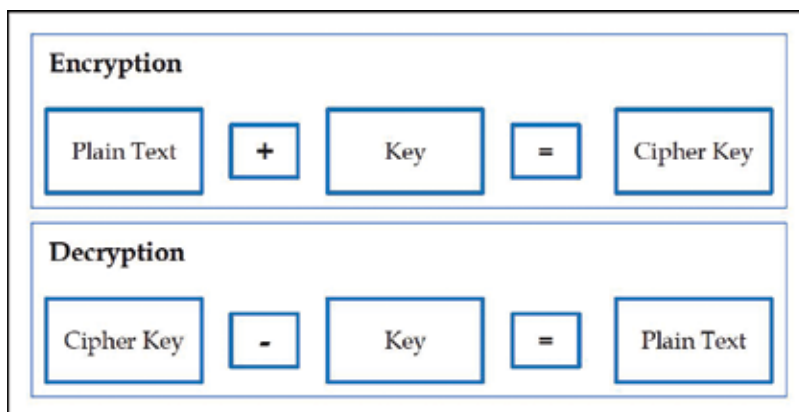 Encryption
Plain Text + Key = Cipher Key
Decryption
Cipher Key - Key = Plain Text